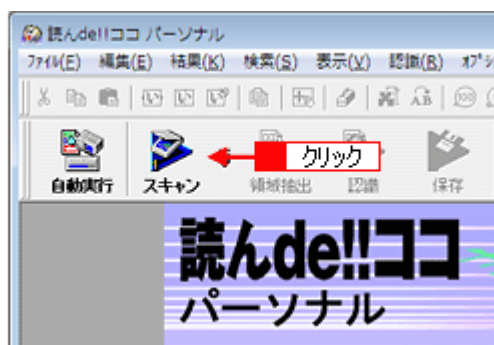 読んde!!ココ パーソナル
ファイル(F) 編集(E) 結果(K) 検索(S) 表示(V) 認識(R) ｵﾌﾟｼ
クリック
自動実行 スキャン 領域抽出 認識 保存
読んde!!ココ
パーソナル